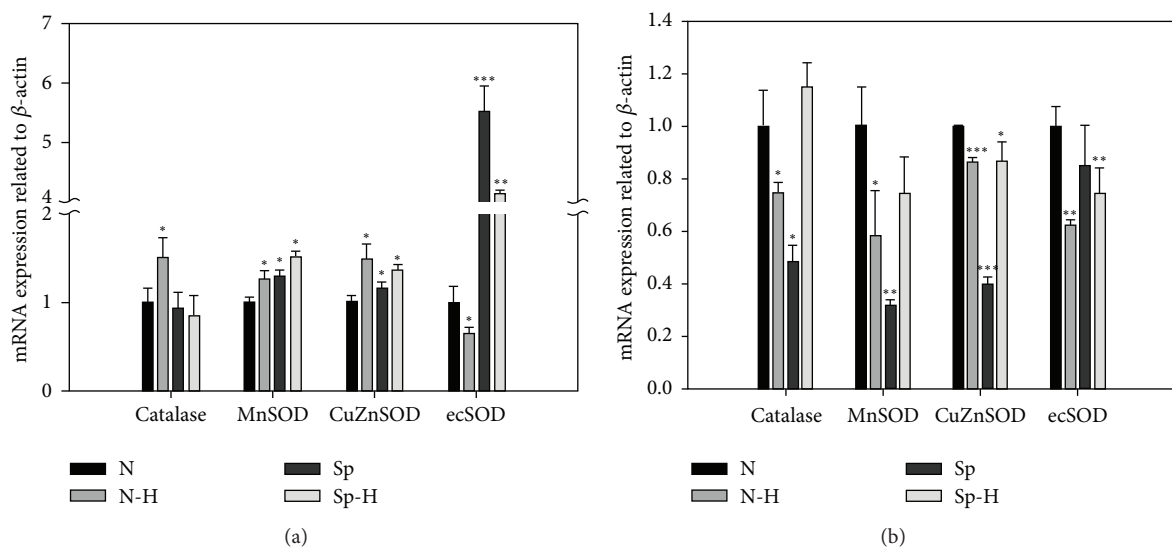 mRNA expression related to β-actin
7
6
5
4
2
1
0
*
* * *
* * *
*
***
**
Catalase MnSOD CuZnSOD ecSOD
N Sp
N-H Sp-H
(a)
mRNA expression related to β-actin
1.4
1.2
1.0
0.8
0.6
0.4
0.2
0.0
*
*
*
**
***
***
*
**
**
Catalase MnSOD CuZnSOD ecSOD
N Sp
N-H Sp-H
(b)